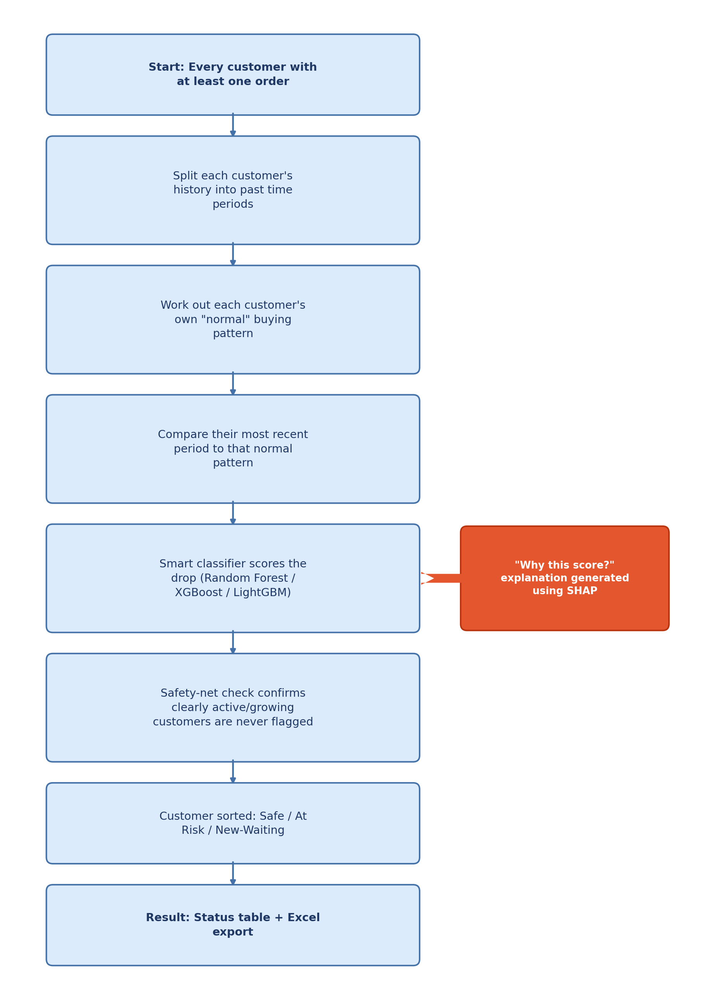 Start: Every customer with
at least one order
Split each customer's
history into past time
periods
Work out each customer's
own "normal" buying
pattern
Compare their most recent
period to that normal
pattern
Smart classifier scores the
drop (Random Forest /
XGBoost / LightGBM)
"Why this score?"
explanation generated
using SHAP
Safety-net check confirms
clearly active/growing
customers are never flagged
Customer sorted: Safe / At
Risk / New-Waiting
Result: Status table + Excel
export